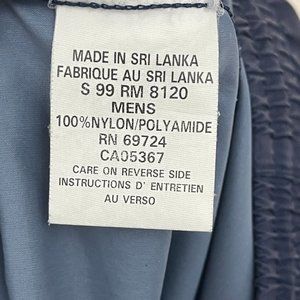 MADE IN SRI LANKA
FABRIQUE AU SRI LANKA
S 99 RM 8120
MENS
100%NYLON/POLYAMIDE
RN 69724
CA05367
CARE ON REVERSE SIDE
INSTRUCTIONS D' ENTRETIEN
AU VERSO